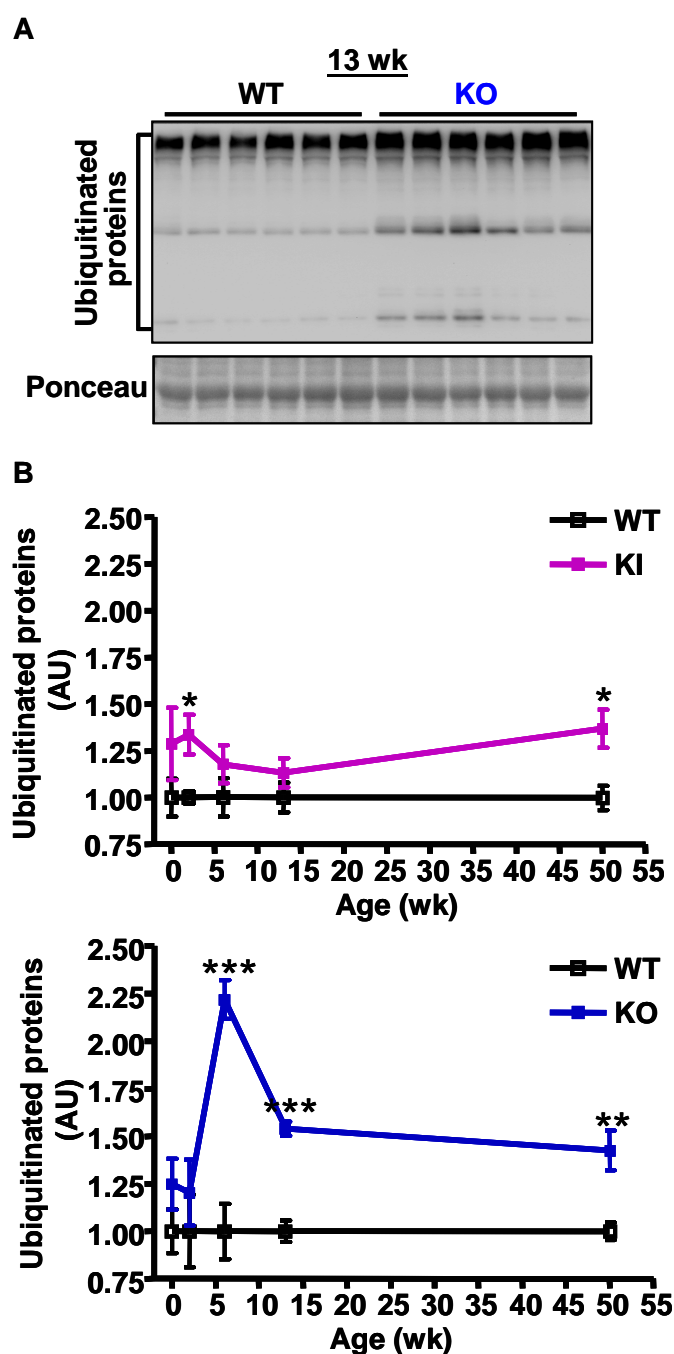 A
13 wk
WT KO
Ubiquitinated
proteins
Ponceau
B
2.50
2.25
2.00
1.75
1.50
1.25
1.00
0.75
Ubiquitinated proteins
(AU)
WT
KI
*
*
0 5 10 15 20 25 30 35 40 45 50 55
Age (wk)
2.50
2.25
2.00
1.75
1.50
1.25
1.00
0.75
Ubiquitinated proteins
(AU)
WT
KO
***
***
**
0 5 10 15 20 25 30 35 40 45 50 55
Age (wk)